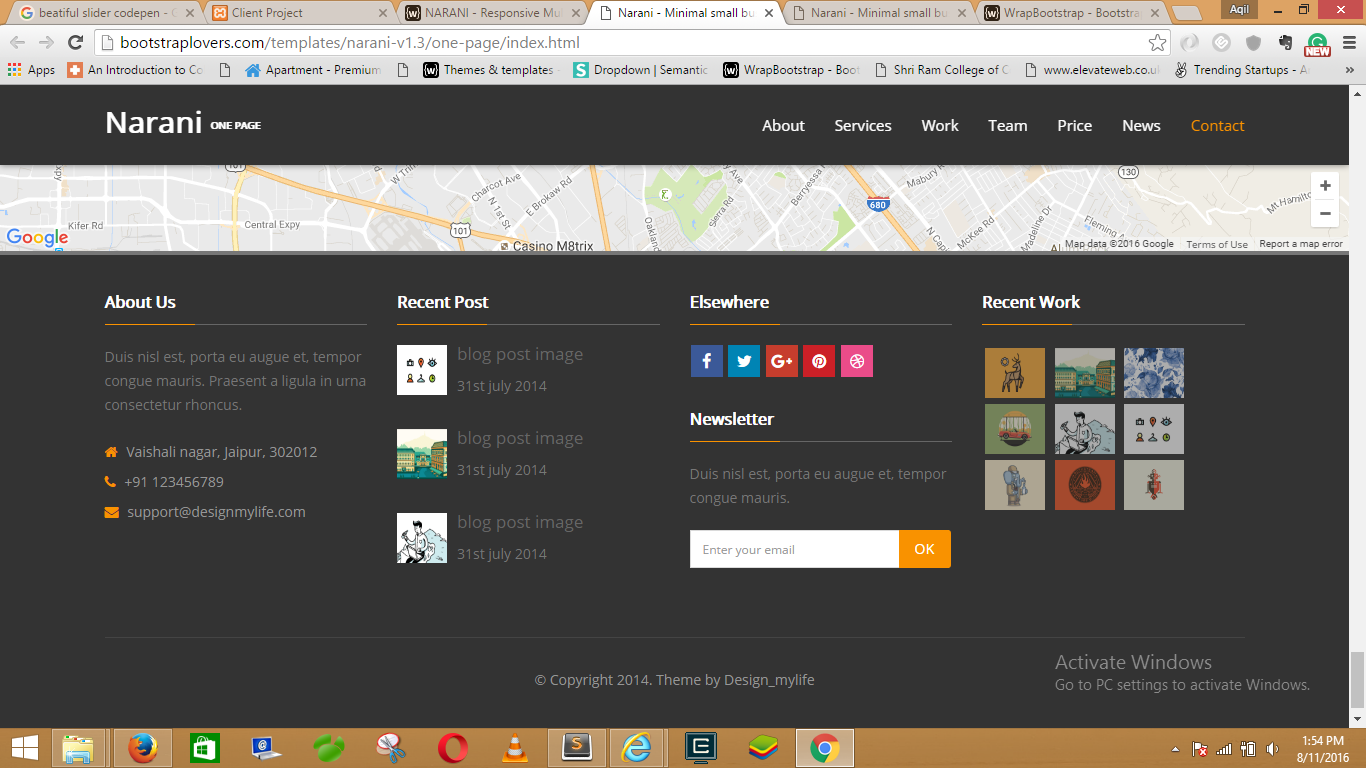 beatiful slider codepen - G
Client Project
NARANI - Responsive Mul
Narani - Minimal small bu
Narani - Minimal small bu
WrapBootstrap - Bootstra
Aqil
bootstraplovers.com/templates/narani-v1.3/one-page/index.html
NEW
Apps
An Introduction to Co
Apartment - Premium
Themes & templates
Dropdown | Semantic
WrapBootstrap - Boot
Shri Ram College of C
www.elevateweb.co.u
Trending Startups - A
»
Narani ONE PAGE
About
Services
Work
Team
Price
News
Contact
101
W Trin
Charcot Ave
N 1st St
E Brokaw Rd
Central Expy
Kifer Rd
xpy
101
Casino M8trix
Oakland
Sierra Rd
Berryessa R
680
Mabury Rd
N Cap
McKee Rd
Madeline Dr
Fleming
130
Mt Hamilto
Al
Google
Map data ©2016 Google
Terms of Use
Report a map error
+
−
About Us
Duis nisl est, porta eu augue et, tempor
congue mauris. Praesent a ligula in urna
consectetur rhoncus.
Vaishali nagar, Jaipur, 302012
+91 123456789
support@designmylife.com
Recent Post
blog post image
31st july 2014
blog post image
31st july 2014
blog post image
31st july 2014
Elsewhere
f
G+
Newsletter
Duis nisl est, porta eu augue et, tempor
congue mauris.
Enter your email
OK
Recent Work
© Copyright 2014. Theme by Design_mylife
Activate Windows
Go to PC settings to activate Windows.
1:54 PM
8/11/2016